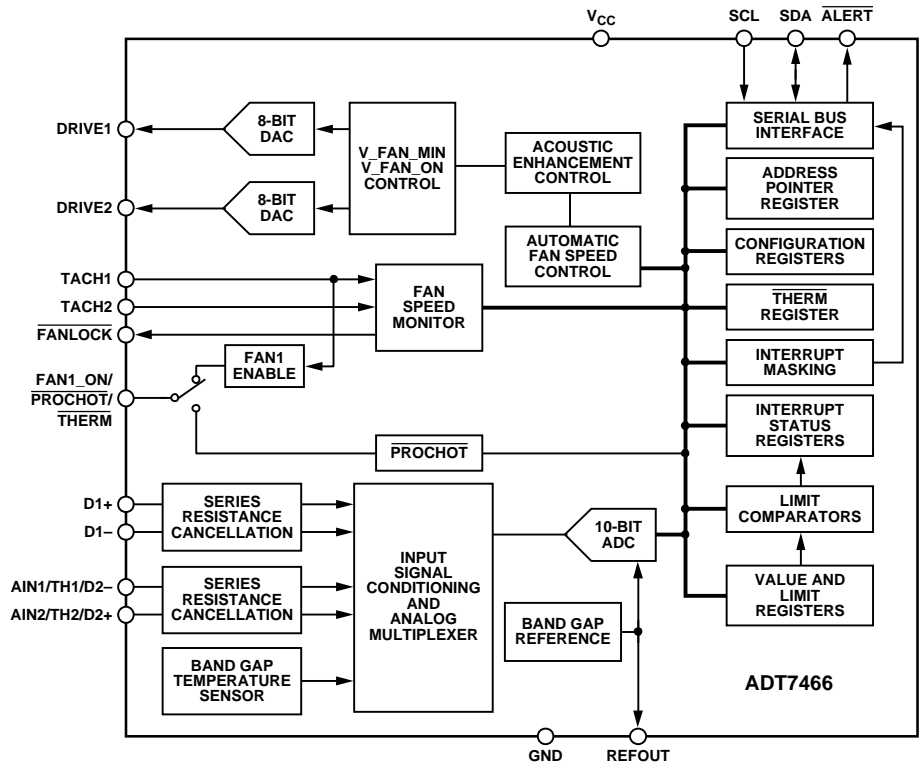 VCC
SCL
SDA
ALERT
DRIVE1
8-BIT
DAC
DRIVE2
8-BIT
DAC
V_FAN_MIN
V_FAN_ON
CONTROL
ACOUSTIC
ENHANCEMENT
CONTROL
AUTOMATIC
FAN SPEED
CONTROL
SERIAL BUS
INTERFACE
ADDRESS
POINTER
REGISTER
CONFIGURATION
REGISTERS
THERM
REGISTER
INTERRUPT
MASKING
INTERRUPT
STATUS
REGISTERS
LIMIT
COMPARATORS
VALUE AND
LIMIT
REGISTERS
TACH1
TACH2
FANLOCK
FAN
SPEED
MONITOR
FAN1
ENABLE
FAN1_ON/
PROCHOT/
THERM
PROCHOT
D1+
D1–
SERIES
RESISTANCE
CANCELLATION
AIN1/TH1/D2–
AIN2/TH2/D2+
SERIES
RESISTANCE
CANCELLATION
BAND GAP
TEMPERATURE
SENSOR
INPUT
SIGNAL
CONDITIONING
AND
ANALOG
MULTIPLEXER
10-BIT
ADC
BAND GAP
REFERENCE
ADT7466
GND
REFOUT